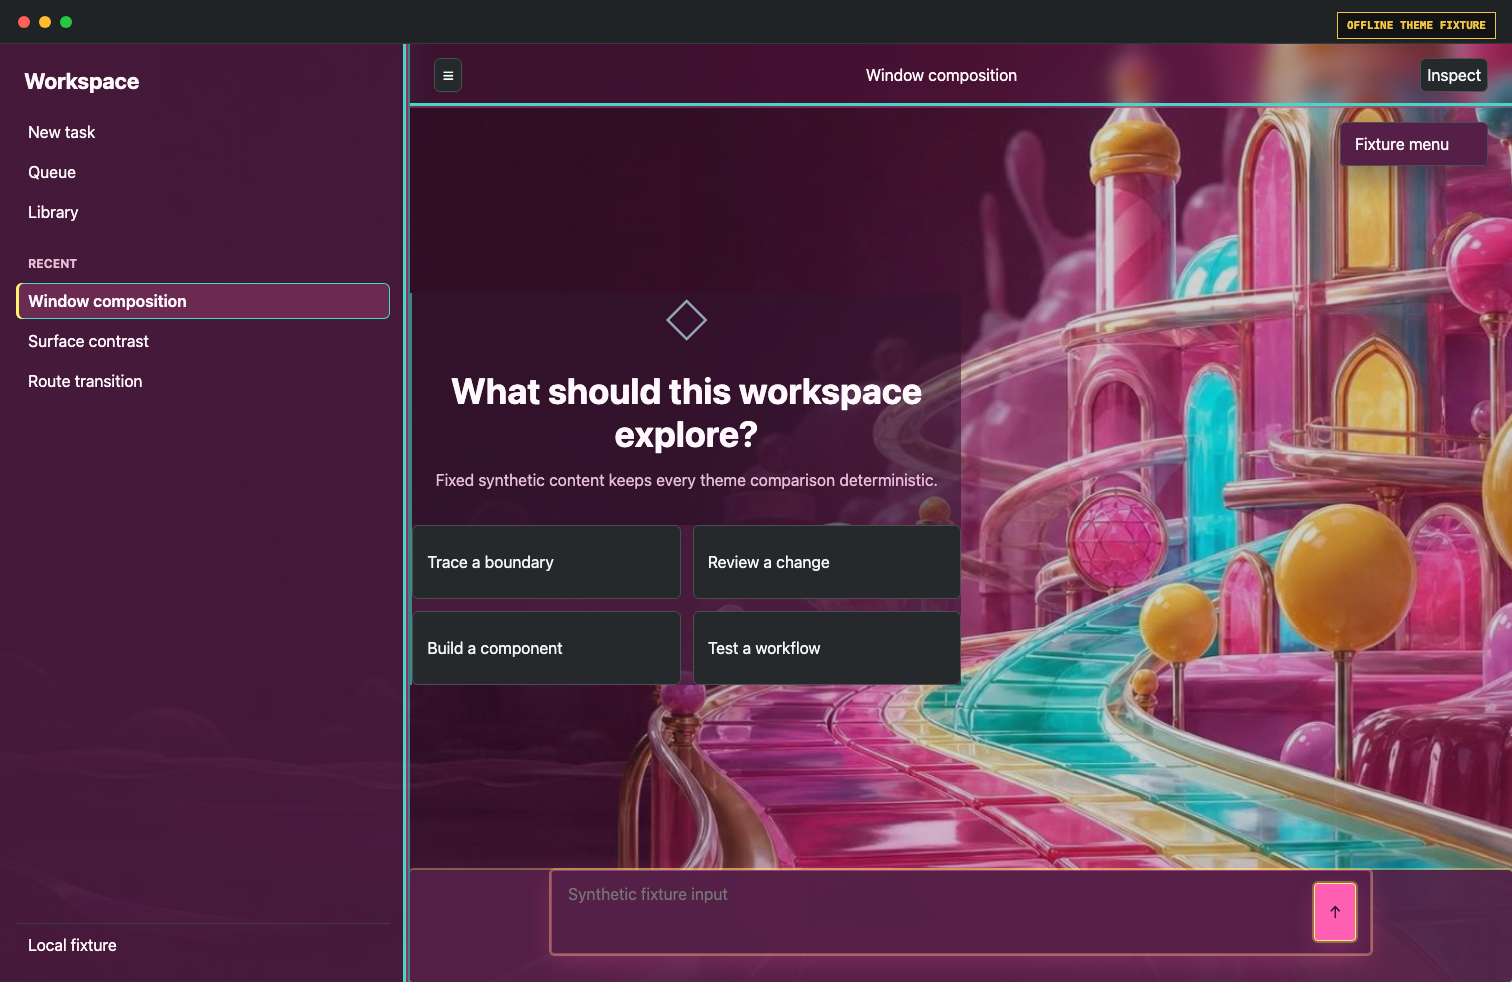 OFFLINE THEME FIXTURE
Workspace
New task
Queue
Library
RECENT
Window composition
Surface contrast
Route transition
Local fixture
Window composition
Inspect
Fixture menu
What should this workspace
explore?
Fixed synthetic content keeps every theme comparison deterministic.
Trace a boundary
Review a change
Build a component
Test a workflow
Synthetic fixture input